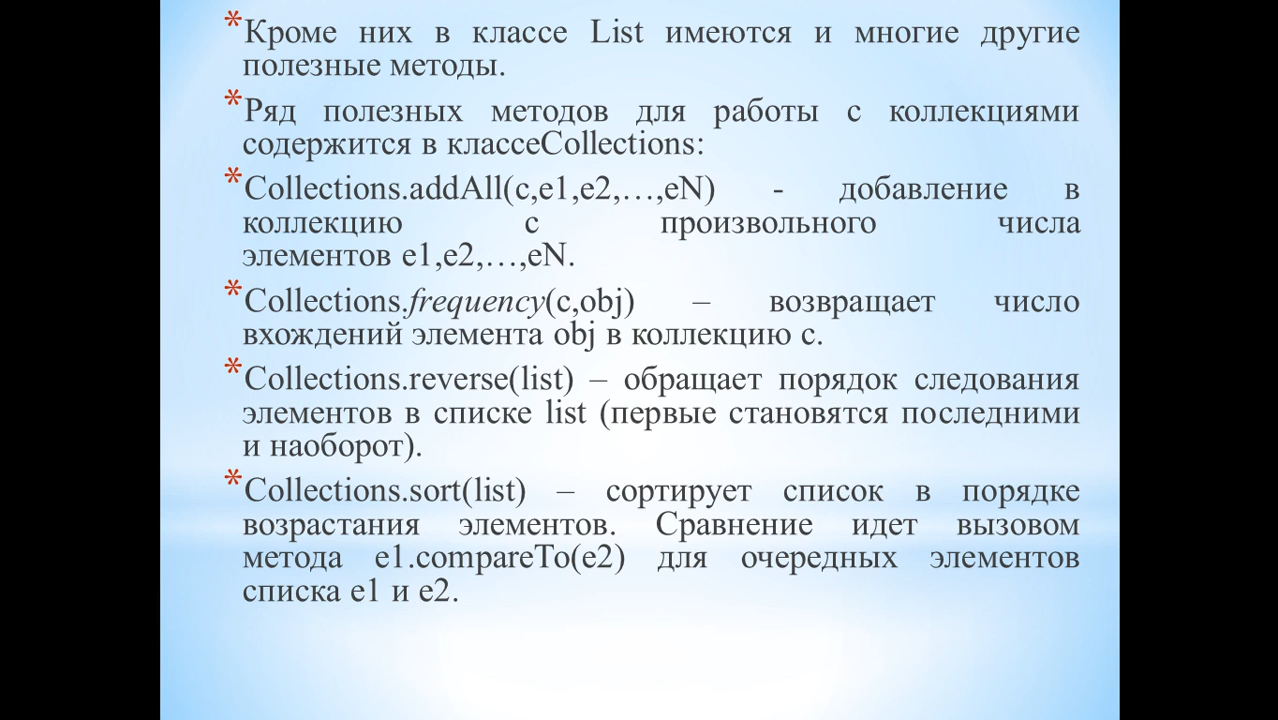 *Кроме них в классе List имеются и многие другие
полезные методы.
*Ряд полезных методов для работы с коллекциями
содержится в классеCollections:
*Collections.addAll(c,e1,e2,…,eN) - добавление в
коллекцию c произвольного числа
элементов e1,e2,…,eN.
*Collections.frequency(c,obj) – возвращает число
вхождений элемента obj в коллекцию c.
*Collections.reverse(list) – обращает порядок следования
элементов в списке list (первые становятся последними
и наоборот).
*Collections.sort(list) – сортирует список в порядке
возрастания элементов. Сравнение идет вызовом
метода e1.compareTo(e2) для очередных элементов
списка e1 и e2.